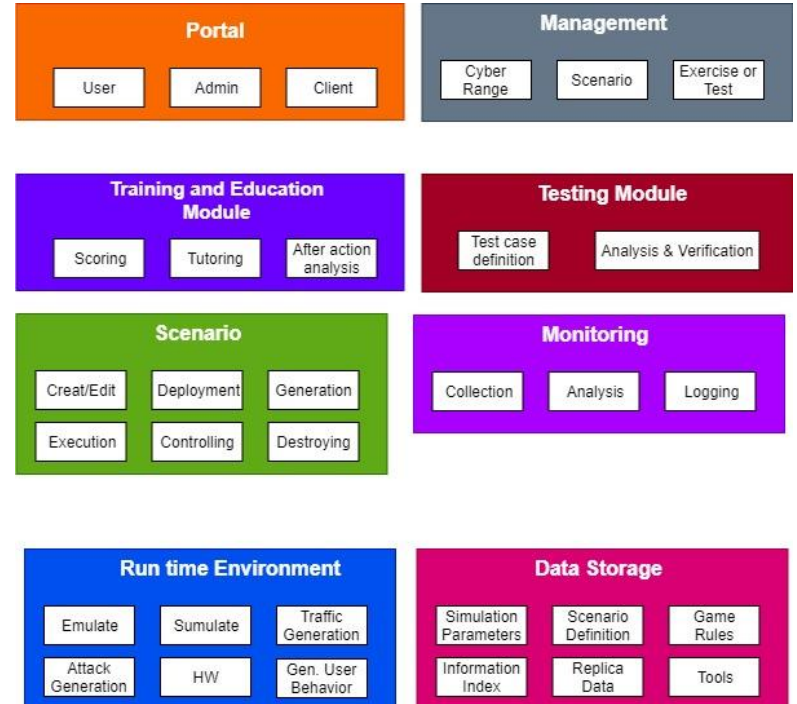 Portal
User
Admin
Client
Management
Cyber
Range
Scenario
Exercise or
Test
Training and Education
Module
Scoring
Tutoring
After action
analysis
Testing Module
Test case
definition
Analysis & Verification
Scenario
Creat/Edit
Deployment
Generation
Execution
Controlling
Destroying
Monitoring
Collection
Analysis
Logging
Run time Environment
Emulate
Sumulate
Traffic
Generation
Attack
Generation
HW
Gen. User
Behavior
Data Storage
Simulation
Parameters
Scenario
Definition
Game
Rules
Information
Index
Replica
Data
Tools